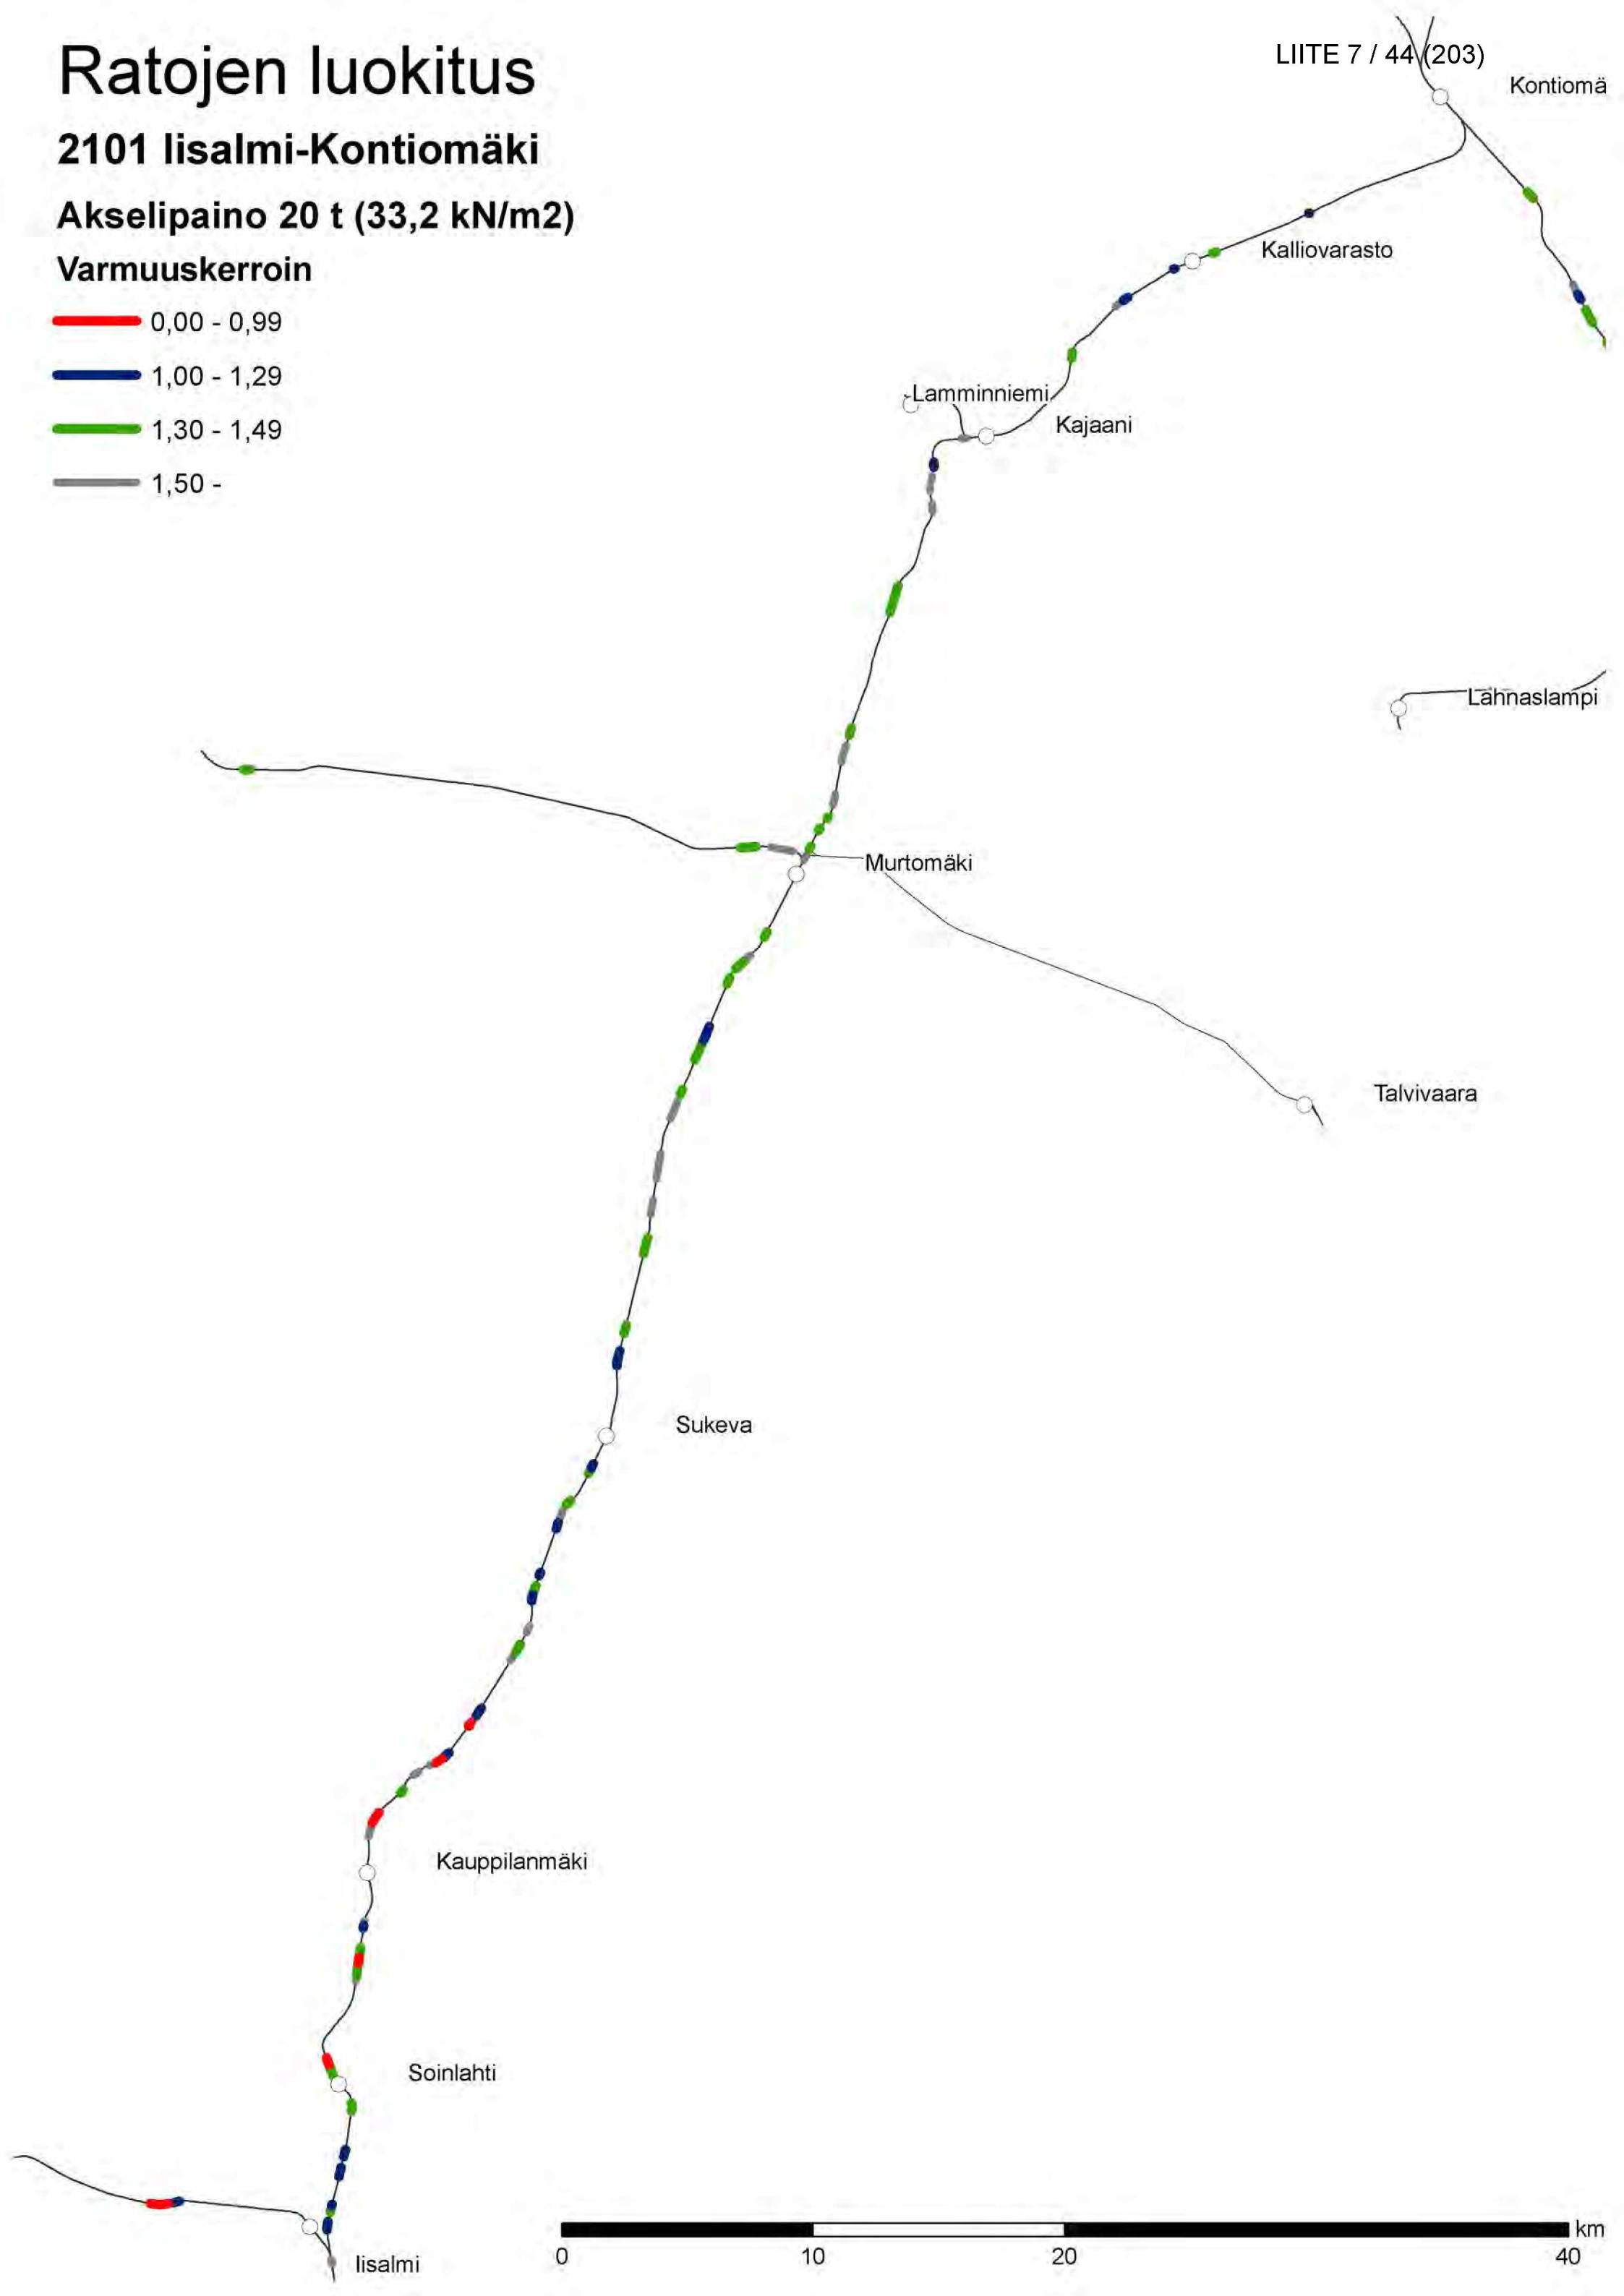 Ratojen luokitus
LIITE 7 / 44 (203)
Kontiomä
2101 Iisalmi-Kontiomäki
Akselipaino 20 t (33,2 kN/m2)
Varmuuskerroin
0,00 - 0,99
1,00 - 1,29
1,30 - 1,49
1,50 -
Kalliovarasto
Lamminniemi
Kajaani
Lahnaslampi
Murtomäki
Talvivaara
Sukeva
Kauppilanmäki
Soinlahti
Iisalmi
km
0 10 20 40